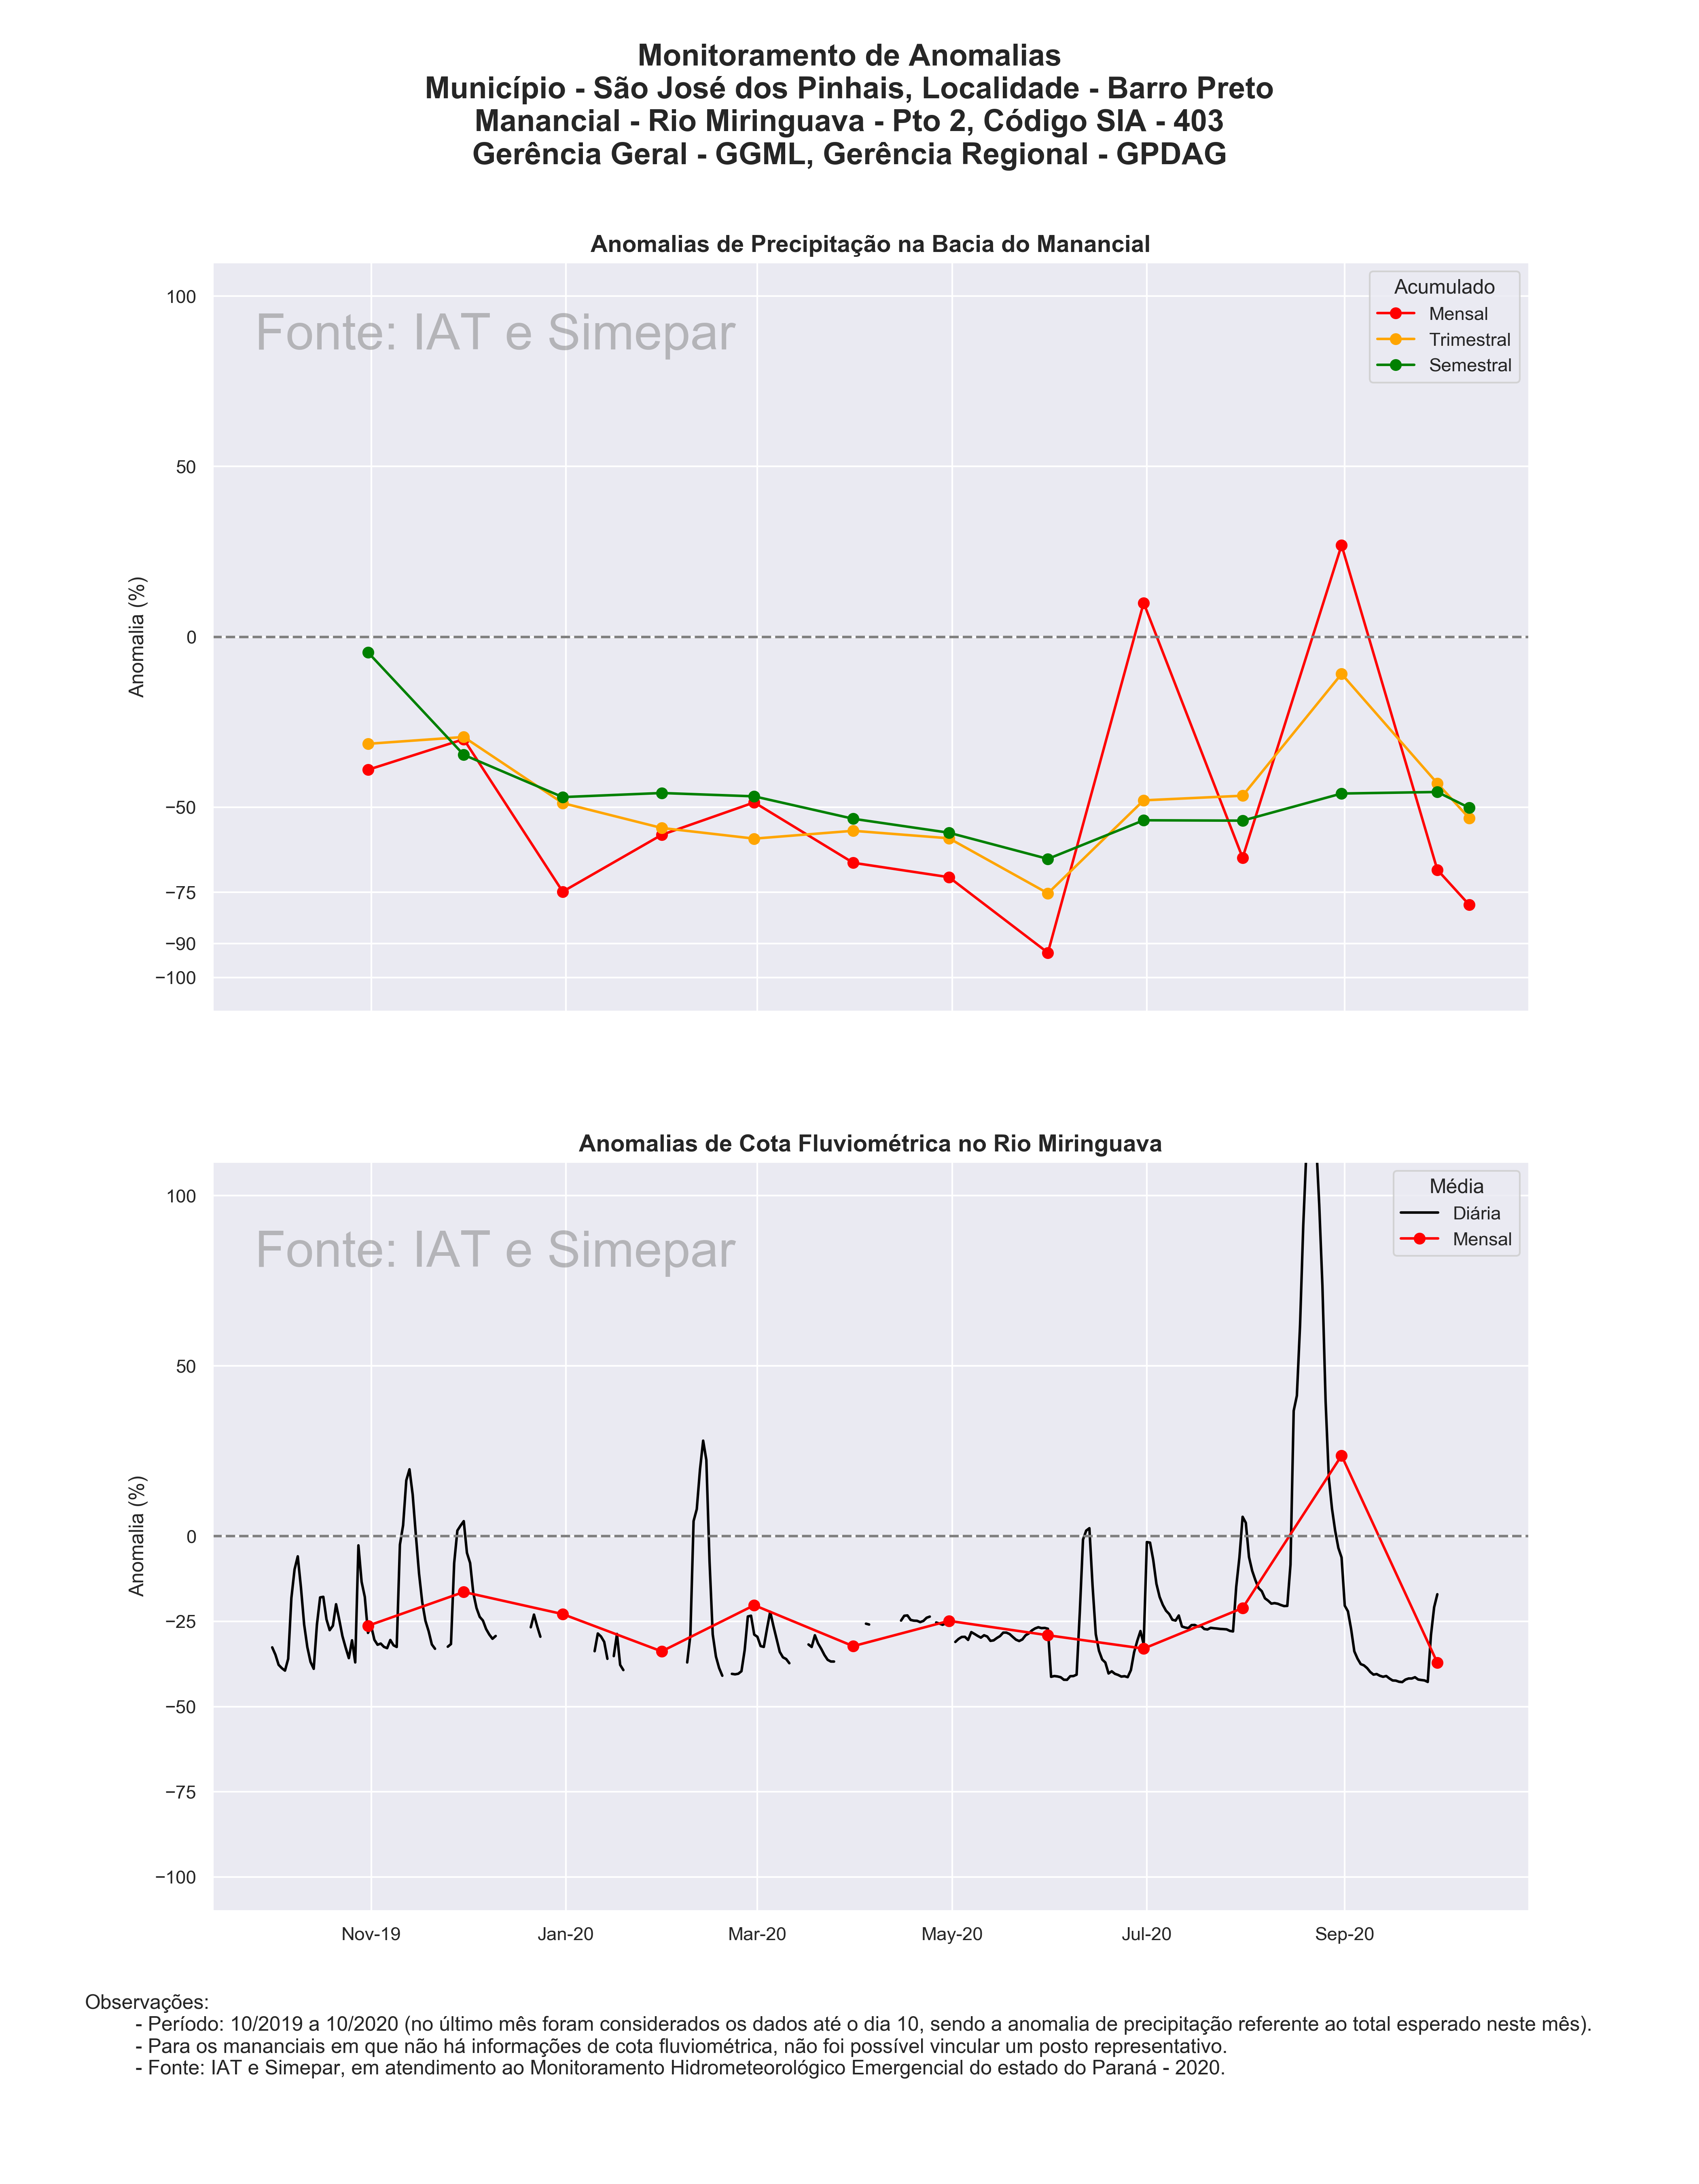 Monitoramento de Anomalias
Município - São José dos Pinhais, Localidade - Barro Preto
Manancial - Rio Miringuava - Pto 2, Código SIA - 403
Gerência Geral - GGML, Gerência Regional - GPDAG
Anomalias de Precipitação na Bacia do Manancial
Fonte: IAT e Simepar
Acumulado
Mensal
Trimestral
Semestral
Anomalia (%)
100
50
0
−50
−75
−90
−100
Anomalias de Cota Fluviométrica no Rio Miringuava
Fonte: IAT e Simepar
Média
Diária
Mensal
Anomalia (%)
100
50
0
−25
−50
−75
−100
Nov-19 Jan-20 Mar-20 May-20 Jul-20 Sep-20
Observações:
- Período: 10/2019 a 10/2020 (no último mês foram considerados os dados até o dia 10, sendo a anomalia de precipitação referente ao total esperado neste mês).
- Para os mananciais em que não há informações de cota fluviométrica, não foi possível vincular um posto representativo.
- Fonte: IAT e Simepar, em atendimento ao Monitoramento Hidrometeorológico Emergencial do estado do Paraná - 2020.